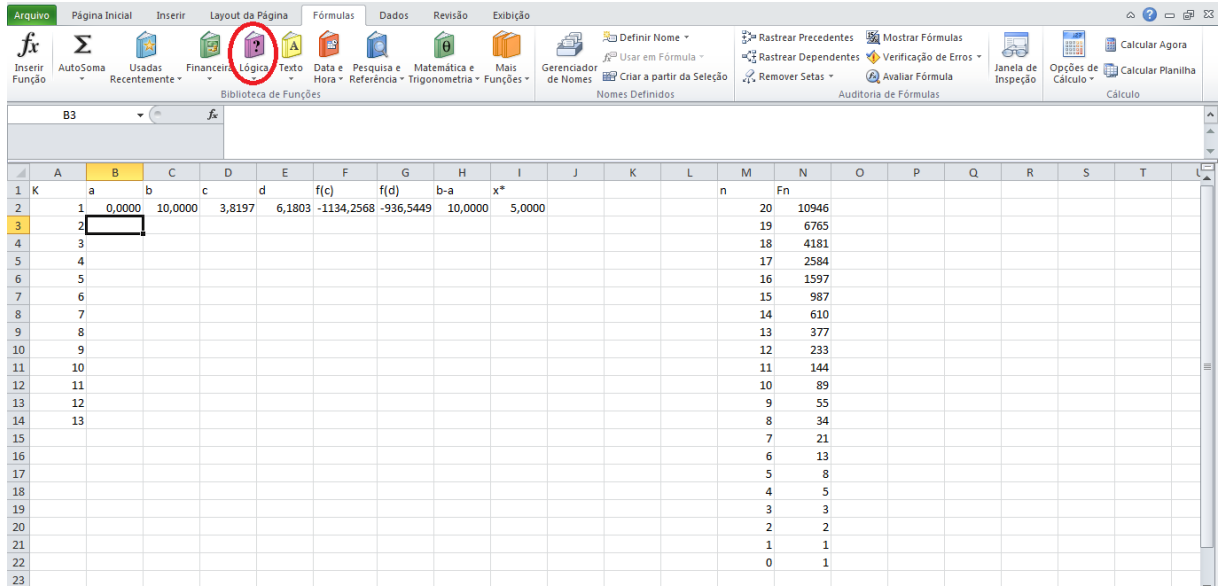 Arquivo Página Inicial Inserir Layout da Página Fórmulas Dados Revisão Exibição
fx Σ ? A θ
Inserir Função
AutoSoma
Usadas Recentemente
Financeira
Lógica
Texto
Data e Hora
Pesquisa e Referência
Matemática e Trigonometria
Mais Funções
Biblioteca de Funções
Gerenciador de Nomes
Definir Nome
Usar em Fórmula
Criar a partir da Seleção
Nomes Definidos
Rastrear Precedentes
Rastrear Dependentes
Remover Setas
Mostrar Fórmulas
Verificação de Erros
Avaliar Fórmula
Janela de Inspeção
Auditoria de Fórmulas
Opções de Cálculo
Calcular Agora
Calcular Planilha
Cálculo
B3 fx
A B C D E F G H I J K L M N O P Q R S T U
1 K a b c d f(c) f(d) b-a x* n Fn
2 1 0,0000 10,0000 3,8197 6,1803 -1134,2568 -936,5449 10,0000 5,0000 20 10946
3 2 19 6765
4 3 18 4181
5 4 17 2584
6 5 16 1597
7 6 15 987
8 7 14 610
9 8 13 377
10 9 12 233
11 10 11 144
12 11 10 89
13 12 9 55
14 13 8 34
15 7 21
16 6 13
17 5 8
18 4 5
19 3 3
20 2 2
21 1 1
22 0 1
23